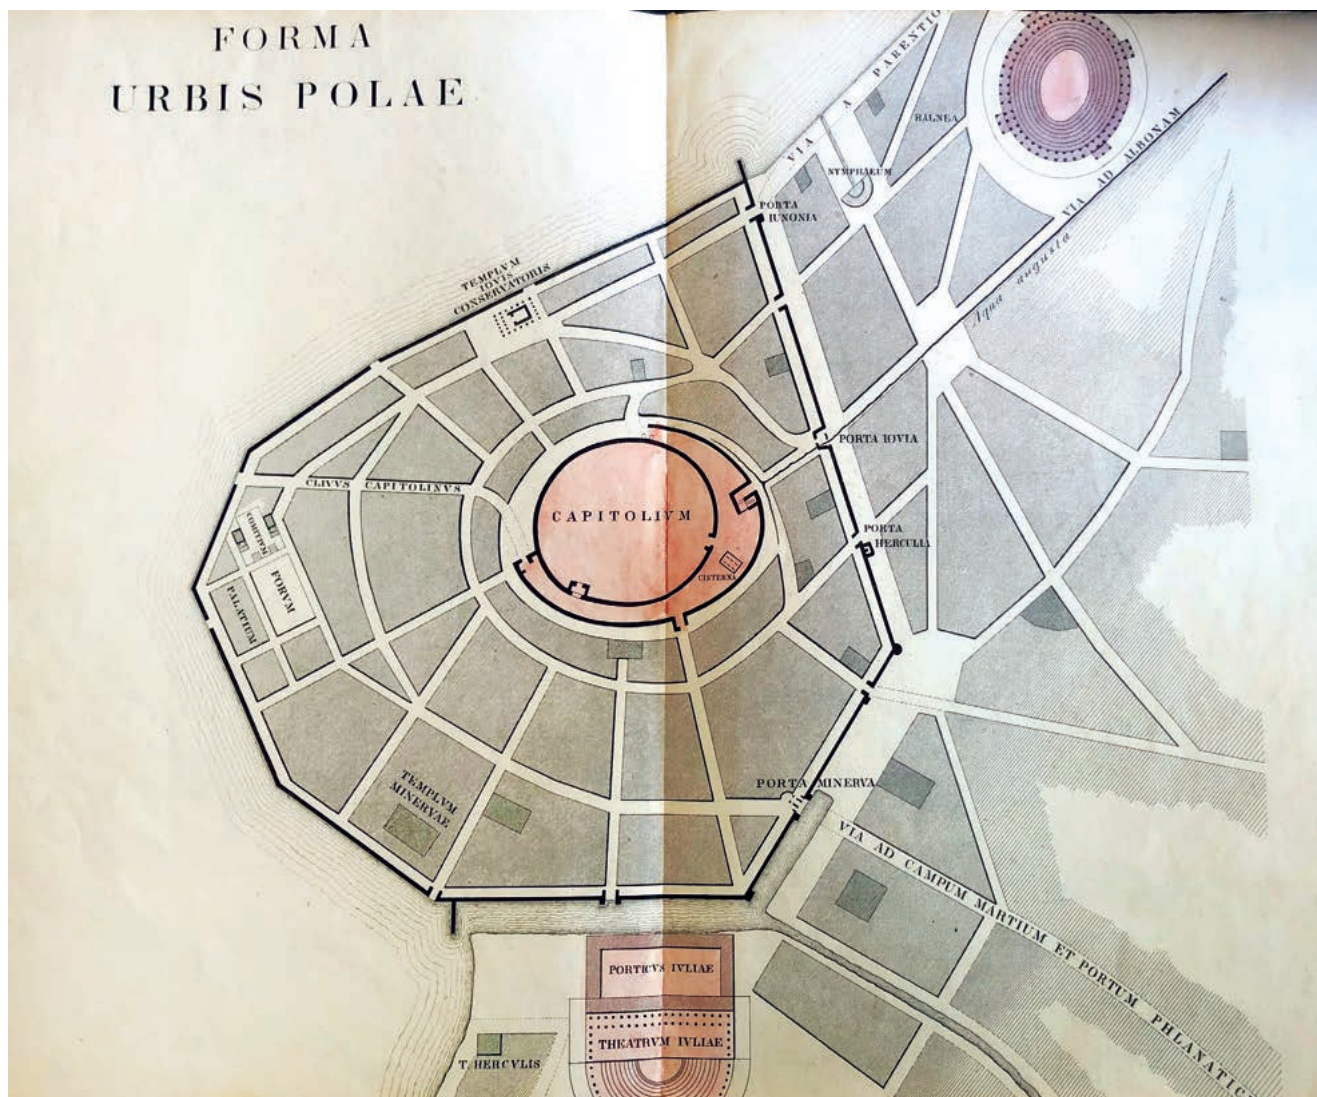 FORMA
URBIS POLAE
VIA A PARENTIO
BALNEA
NYMPHAEUM
VIA AD ALBONAM
Aqua augusta
PORTA
IUNONIA
TEMPLVM
IOVIS
CONSERVATORIS
PORTA IOVIA
CLIVVS CAPITOLINVS
CAPITOLIVM
PORTA
HERCULIA
COMITIVM
FORVM
PALATIUM
CISTERNA
TEMPLVM
MINERVAE
PORTA MINERVA
VIA AD CAMPUM MARTIUM ET PORTUM PHLANATIC
PORTICVS IVLIAE
THEATRVM IVLIAE
T. HERCVLIS